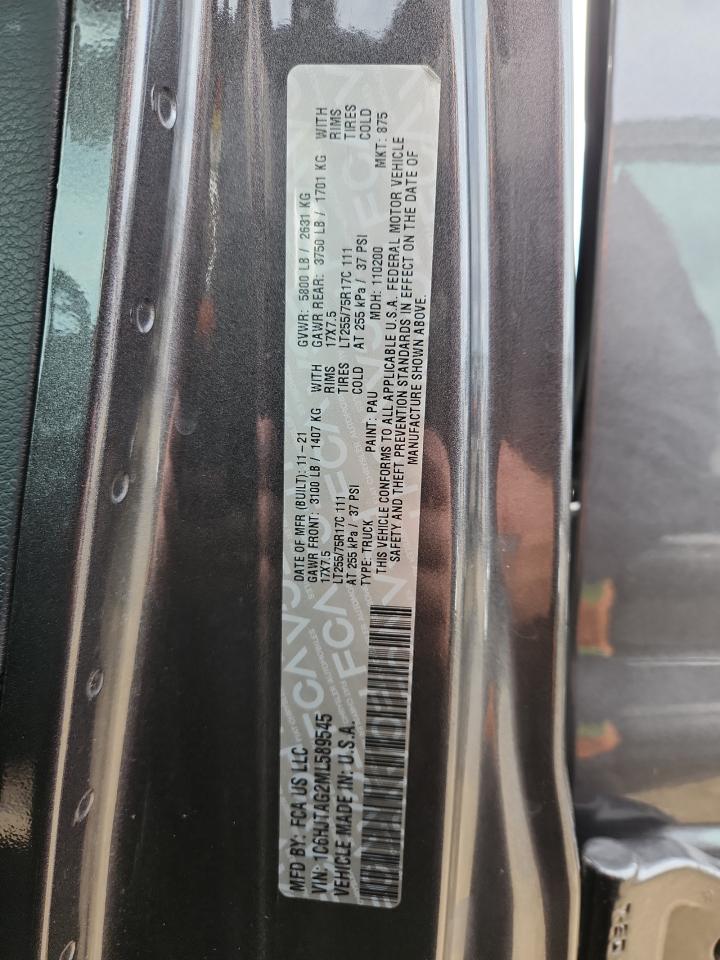 MFD BY: FCA US LLC
VIN: 1C6HJTAG2ML589545
VEHICLE MADE IN: U.S.A.
DATE OF MFR (BUILT): 11-21 GVWR: 5800 LB / 2631 KG
GAWR FRONT: 3100 LB / 1407 KG WITH GAWR REAR: 3750 LB / 1701 KG WITH
17X7.5 RIMS 17X7.5 RIMS
LT255/75R17C 111 TIRES LT255/75R17C 111 TIRES
AT 255 kPa / 37 PSI COLD AT 255 kPa / 37 PSI COLD
TYPE: TRUCK PAINT: PAU MDH: 110200 MKT: 875
THIS VEHICLE CONFORMS TO ALL APPLICABLE U.S.A. FEDERAL MOTOR VEHICLE
SAFETY AND THEFT PREVENTION STANDARDS IN EFFECT ON THE DATE OF
MANUFACTURE SHOWN ABOVE.